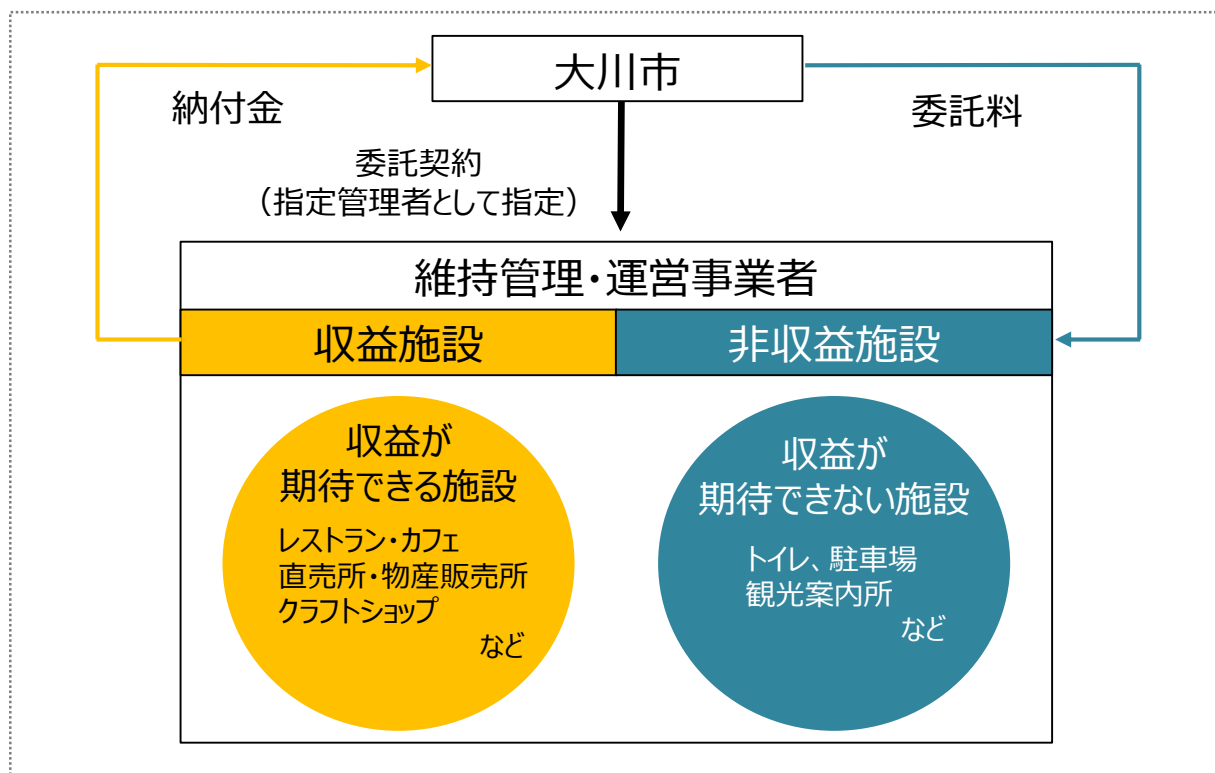 大川市
納付金
委託料
委託契約
（指定管理者として指定）
維持管理・運営事業者
収益施設
非収益施設
収益が
期待できる施設
レストラン・カフェ
直売所・物産販売所
クラフトショップ
など
収益が
期待できない施設
トイレ、駐車場
観光案内所
など